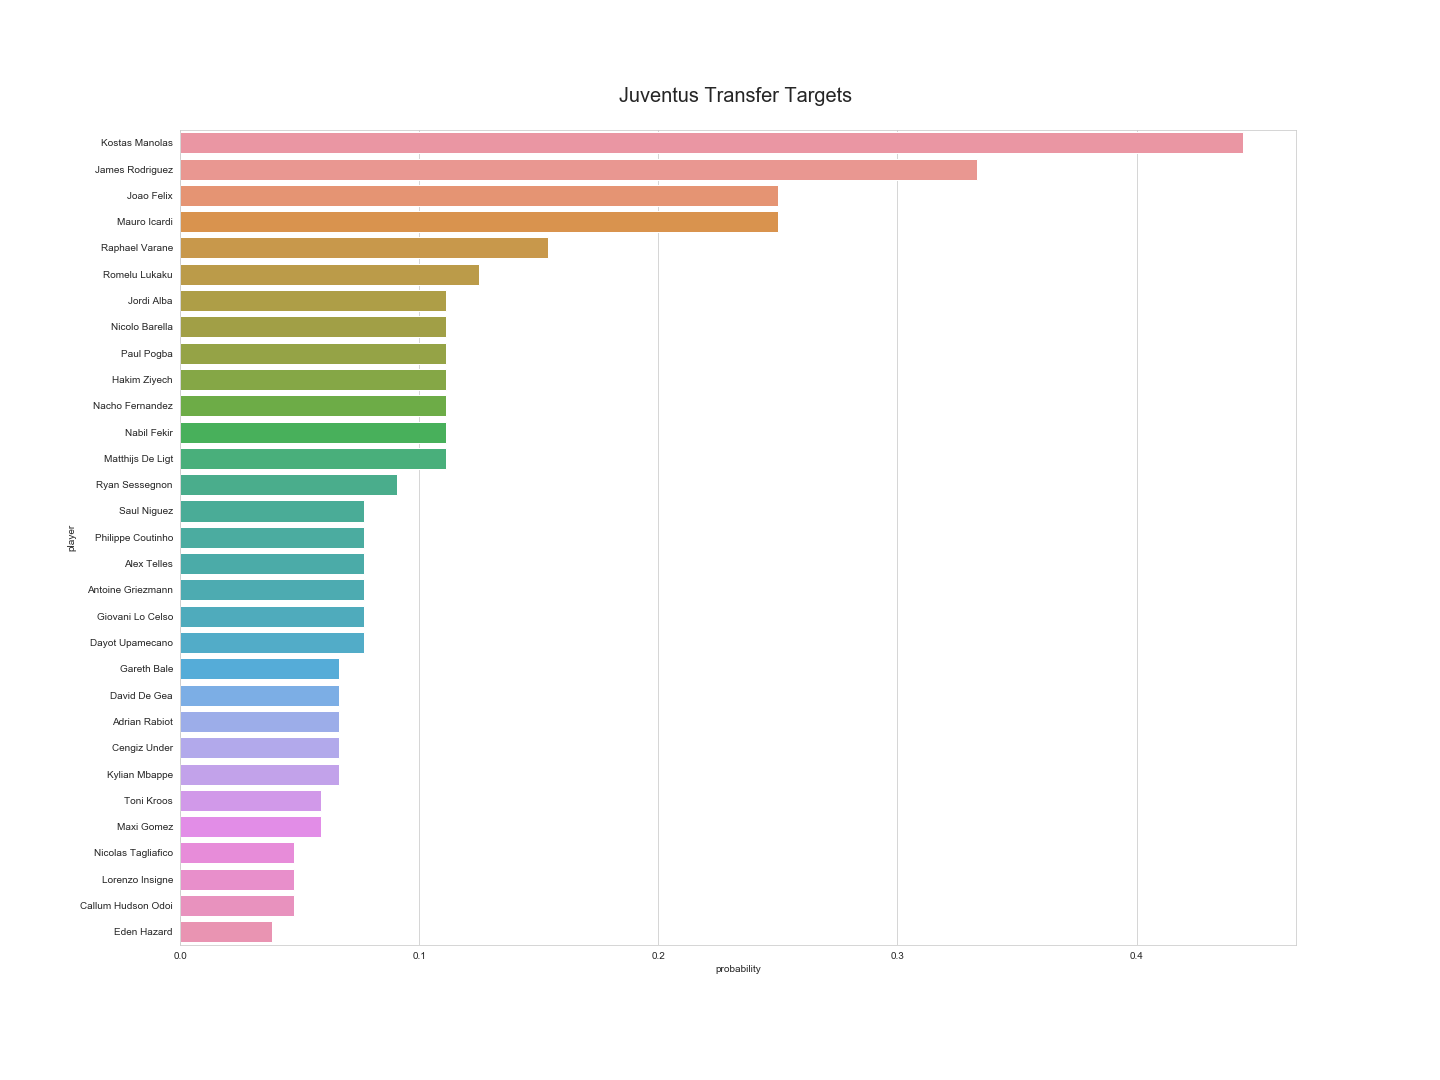 Juventus Transfer Targets
Kostas Manolas
James Rodriguez
Joao Felix
Mauro Icardi
Raphael Varane
Romelu Lukaku
Jordi Alba
Nicolo Barella
Paul Pogba
Hakim Ziyech
Nacho Fernandez
Nabil Fekir
Matthijs De Ligt
Ryan Sessegnon
Saul Niguez
Philippe Coutinho
Alex Telles
Antoine Griezmann
Giovani Lo Celso
Dayot Upamecano
Gareth Bale
David De Gea
Adrian Rabiot
Cengiz Under
Kylian Mbappe
Toni Kroos
Maxi Gomez
Nicolas Tagliafico
Lorenzo Insigne
Callum Hudson Odoi
Eden Hazard
player
0.0 0.1 0.2 0.3 0.4
probability